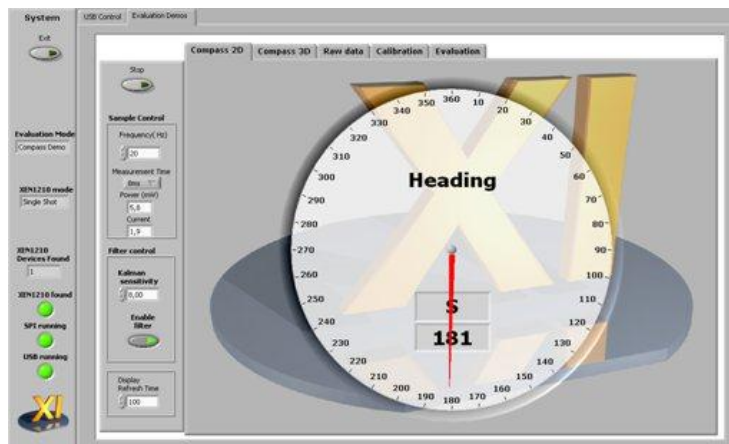 System
Exit
Evaluation Mode
Compass Demo
XEN1210 mode
Single Shot
XEN1210
Devices Found
1
XEN1210 found
SPI running
USB running
XI
USB Control
Evaluation Demos
Stop
Sample Control
Frequency( Hz)
20
Measurement Time
8ms
Power (mW)
5,8
Current
1,9
Filter control
Kalman
sensitivity
8,00
Enable
filter
Display
Refresh Time
100
Compass 2D
Compass 3D
Raw data
Calibration
Evaluation
XI
Heading
360
10
20
30
40
50
60
70
80
90
100
110
120
130
140
150
160
170
180
190
200
210
220
230
240
250
260
270
280
290
300
310
320
330
340
350
S
181